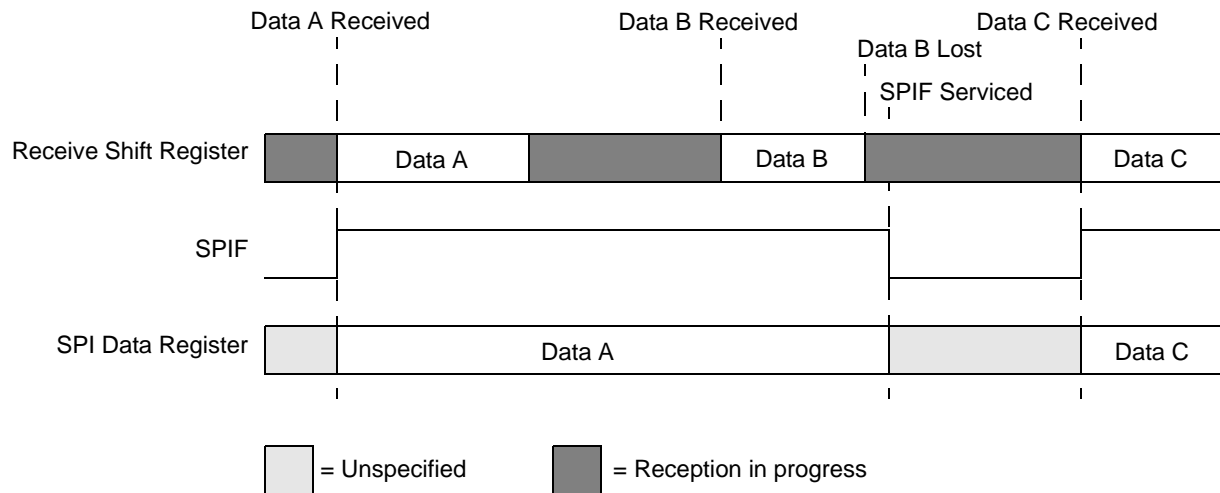 Data A Received
Data B Received
Data C Received
Data B Lost
SPIF Serviced
Receive Shift Register
Data A
Data B
Data C
SPIF
SPI Data Register
Data A
Data C
= Unspecified
= Reception in progress